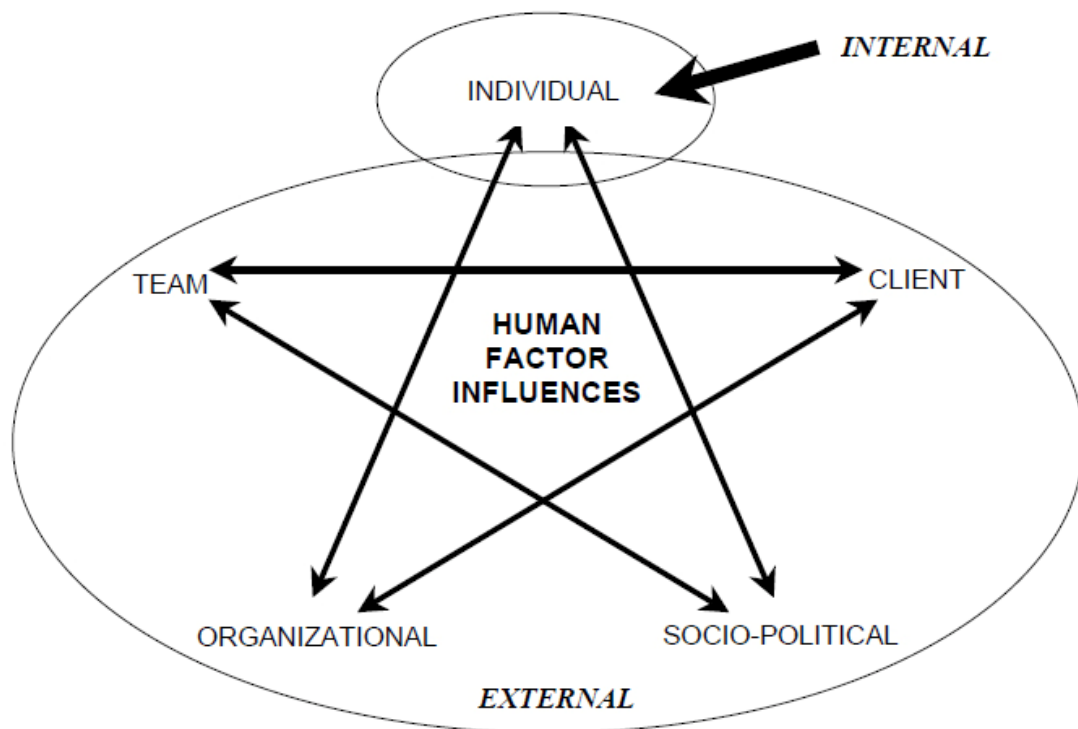 INTERNAL
INDIVIDUAL
TEAM
CLIENT
HUMAN
FACTOR
INFLUENCES
ORGANIZATIONAL
SOCIO-POLITICAL
EXTERNAL